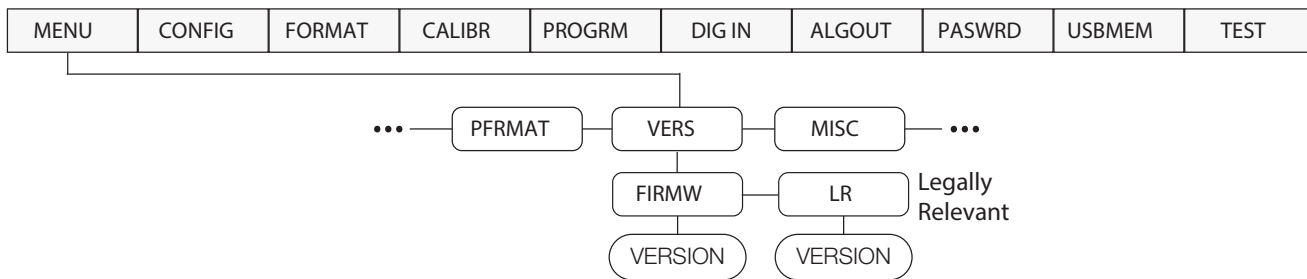 MENU CONFIG FORMAT CALIBR PROGRM DIG IN ALGOUT PASWRD USBMEM TEST
••• PFRMAT VERS MISC •••
FIRMW LR Legally
Relevant
VERSION VERSION